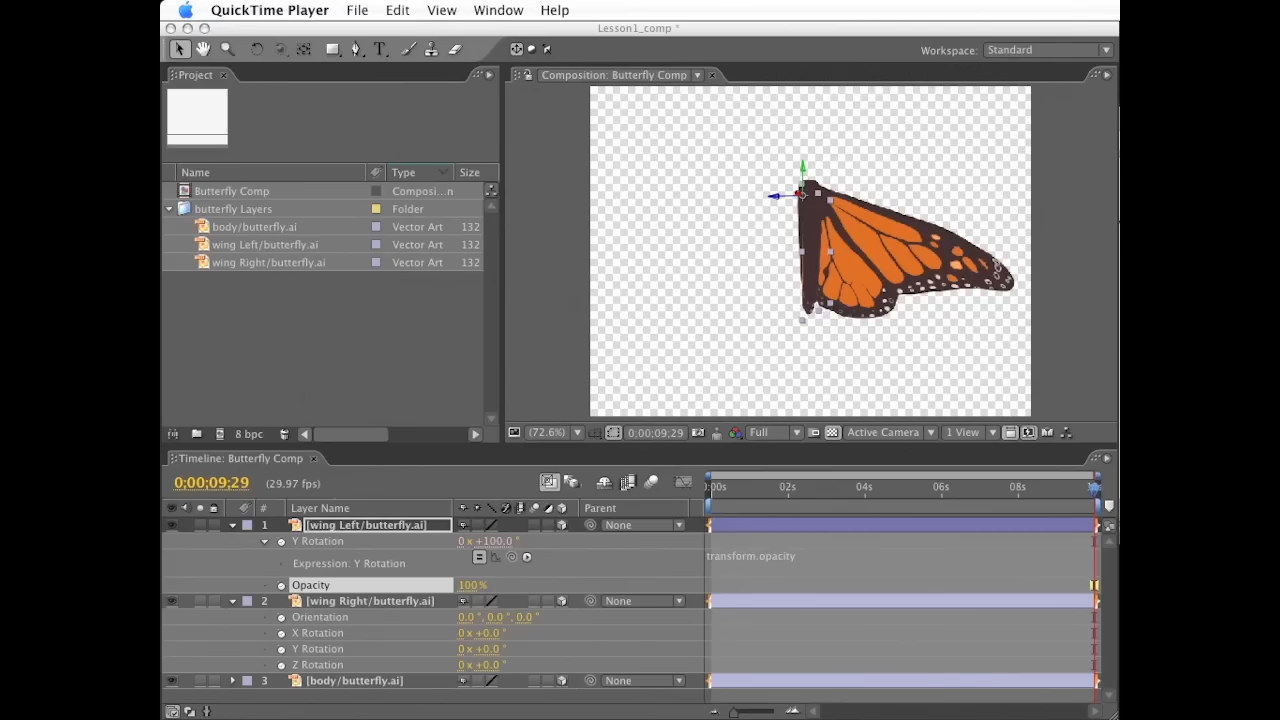 QuickTime Player File Edit View Window Help
Lesson1_comp *
Workspace: Standard
Project
Composition: Butterfly Comp
Name Type Size
Butterfly Comp Composi...n
butterfly Layers Folder
body/butterfly.ai Vector Art 132
wing Left/butterfly.ai Vector Art 132
wing Right/butterfly.ai Vector Art 132
8 bpc
(72.6%) 0;00;09;29 Full Active Camera 1 View
Timeline: Butterfly Comp
0;00;09;29 (29.97 fps)
):00s 02s 04s 06s 08s
# Layer Name Parent
1 [wing Left/butterfly.ai] None
Y Rotation 0 x +100.0 °
Expression: Y Rotation transform.opacity
Opacity 100 %
2 [wing Right/butterfly.ai] None
Orientation 0.0 °, 0.0 °, 0.0 °
X Rotation 0 x +0.0 °
Y Rotation 0 x +0.0 °
Z Rotation 0 x +0.0 °
3 [body/butterfly.ai] None